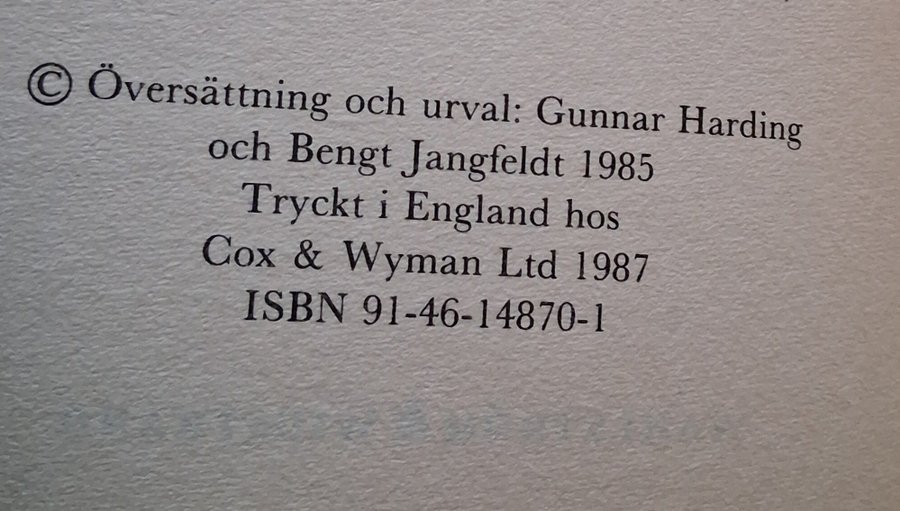 © Översättning och urval: Gunnar Harding
och Bengt Jangfeldt 1985
Tryckt i England hos
Cox & Wyman Ltd 1987
ISBN 91-46-14870-1